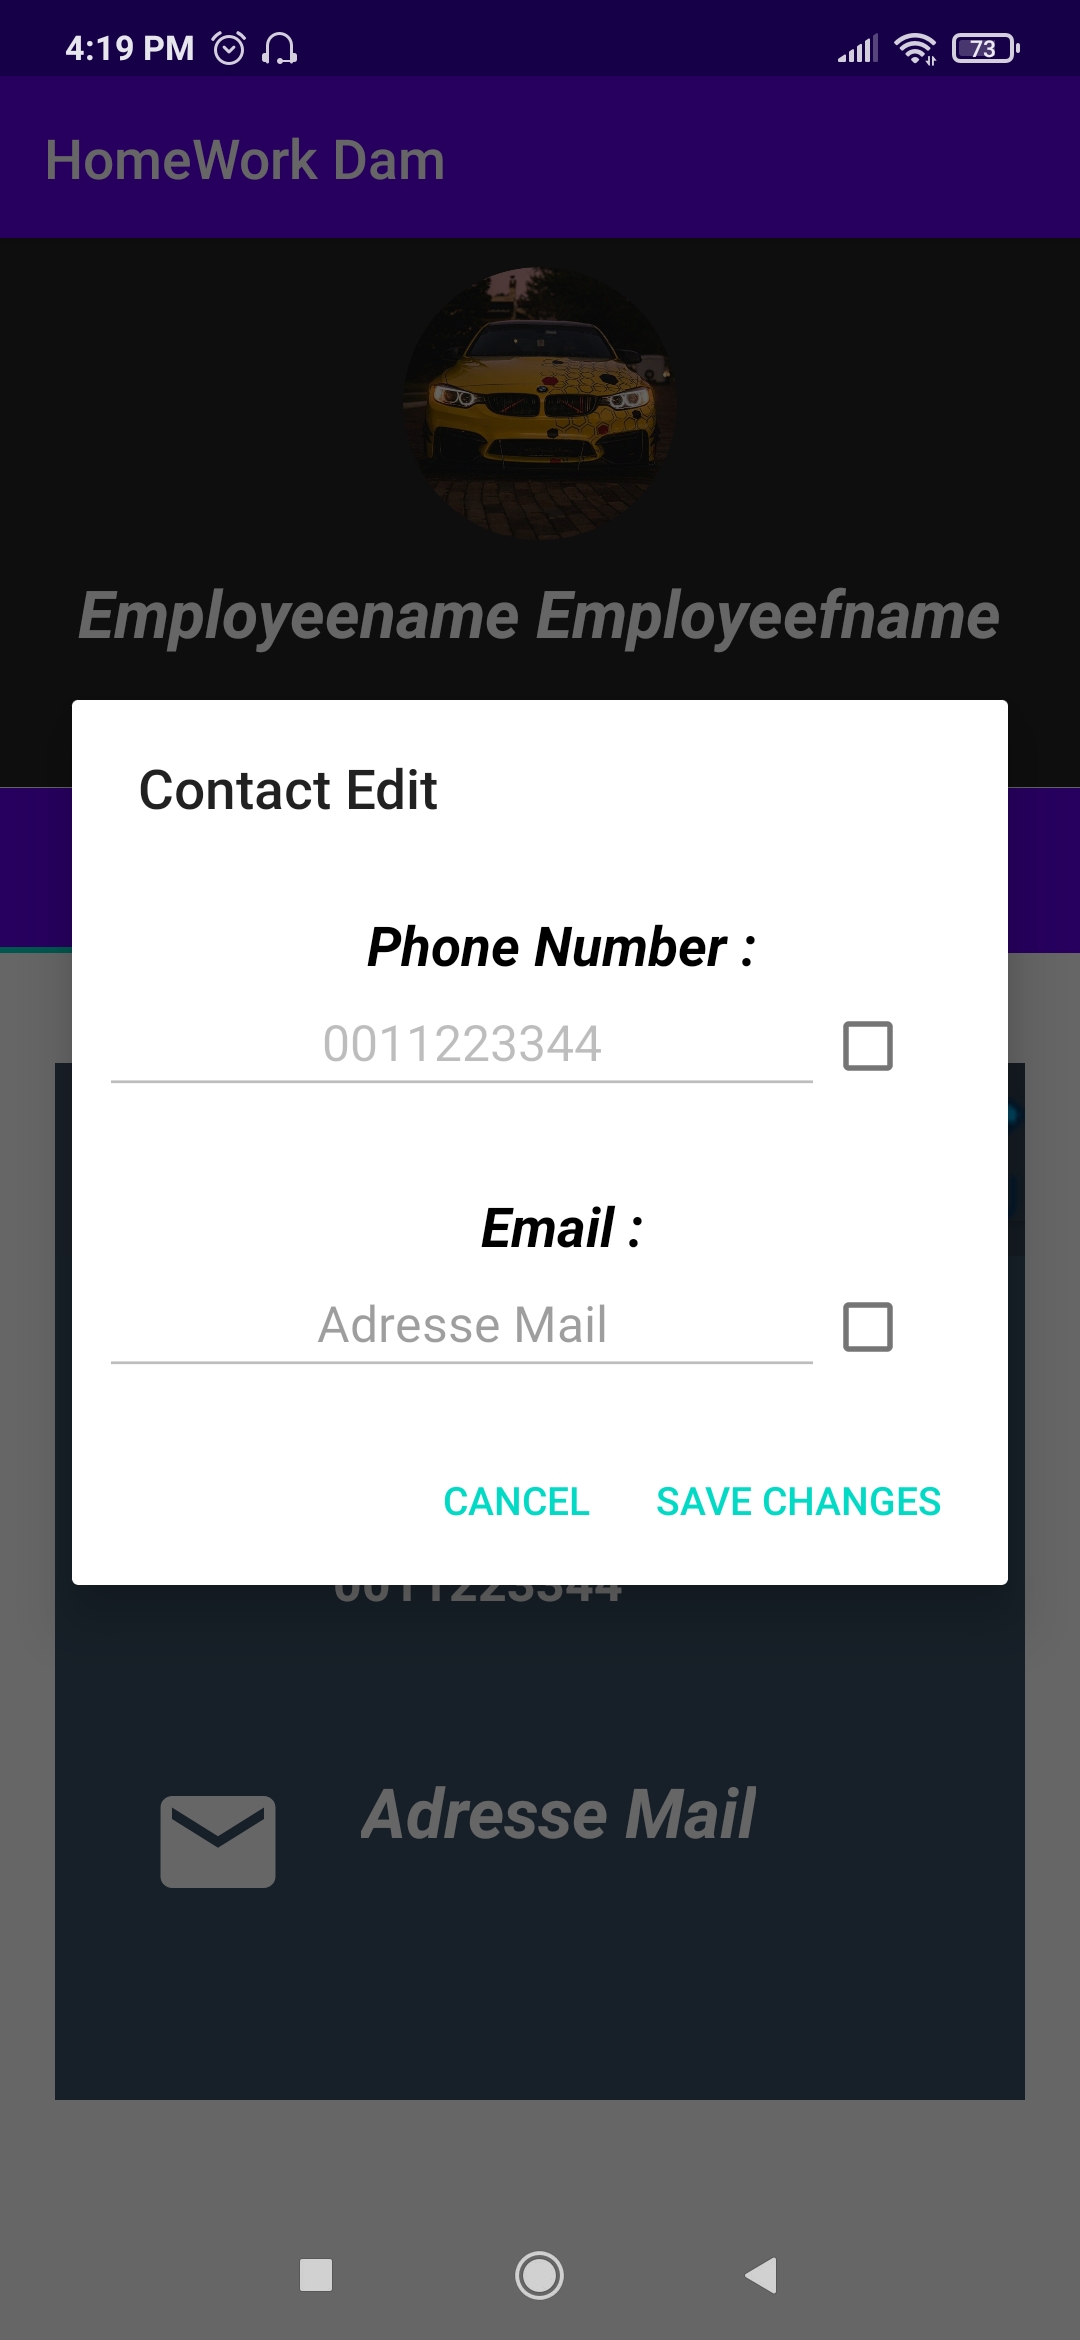 4:19 PM
73
HomeWork Dam
Employeename Employeefname
Contact Edit
Phone Number :
0011223344
Email :
Adresse Mail
CANCEL SAVE CHANGES
0011223344
Adresse Mail